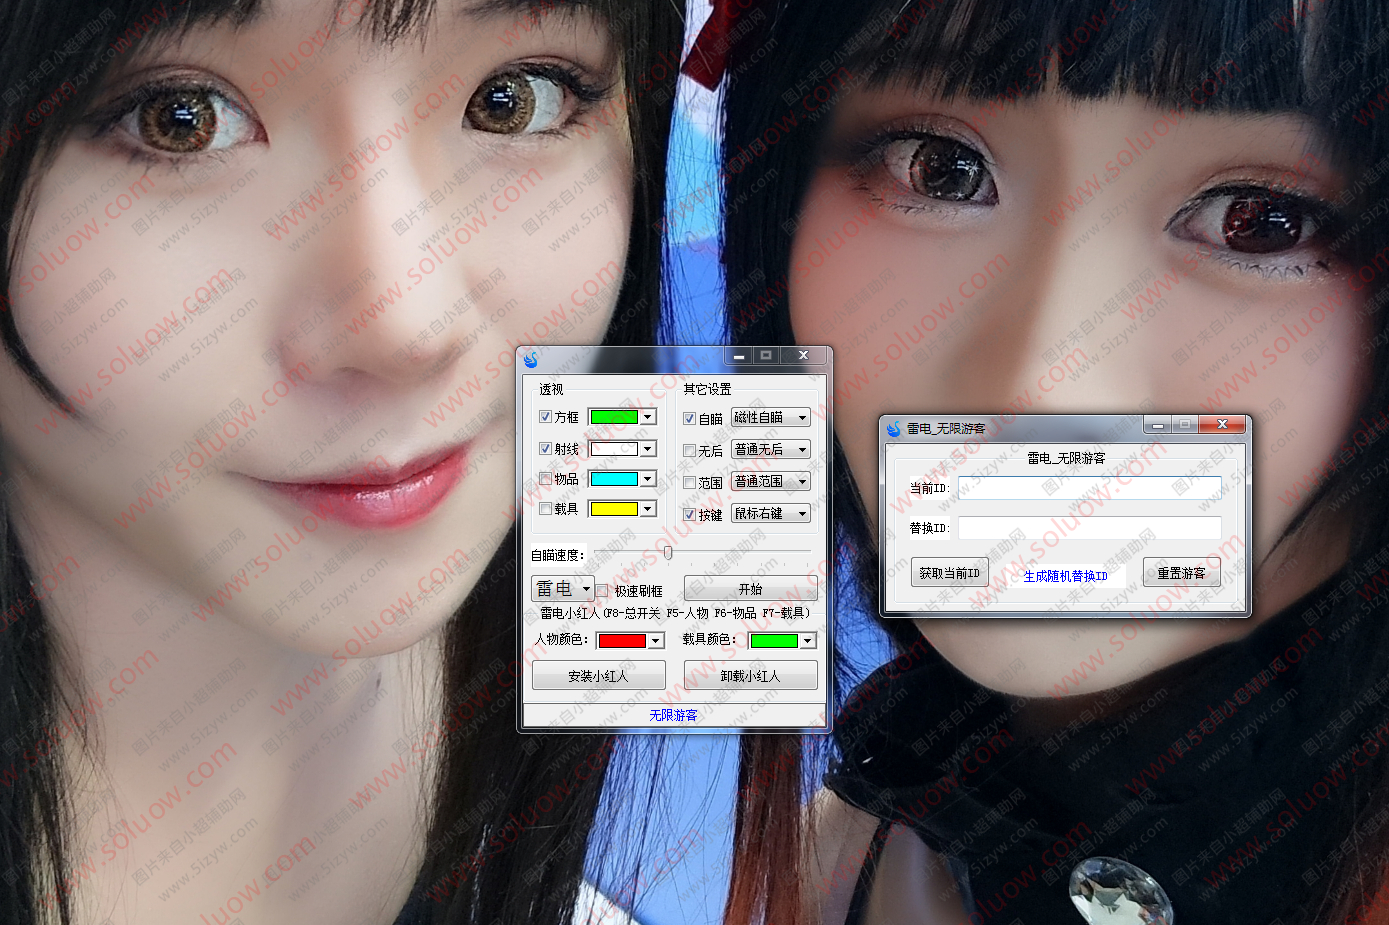 透视
方框
射线
物品
载具
其它设置
自瞄 磁性自瞄
无后 普通无后
范围 普通范围
按键 鼠标右键
自瞄速度:
雷电 极速刷框 开始
雷电小红人(F8-总开关 F5-人物 F6-物品 F7-载具)
人物颜色: 载具颜色:
安装小红人 卸载小红人
无限游客
雷电_无限游客
雷电_无限游客
当前ID:
替换ID:
获取当前ID 生成随机替换ID 重置游客
www.soluow.com
图片来自小超辅助网
www.5izyw.com